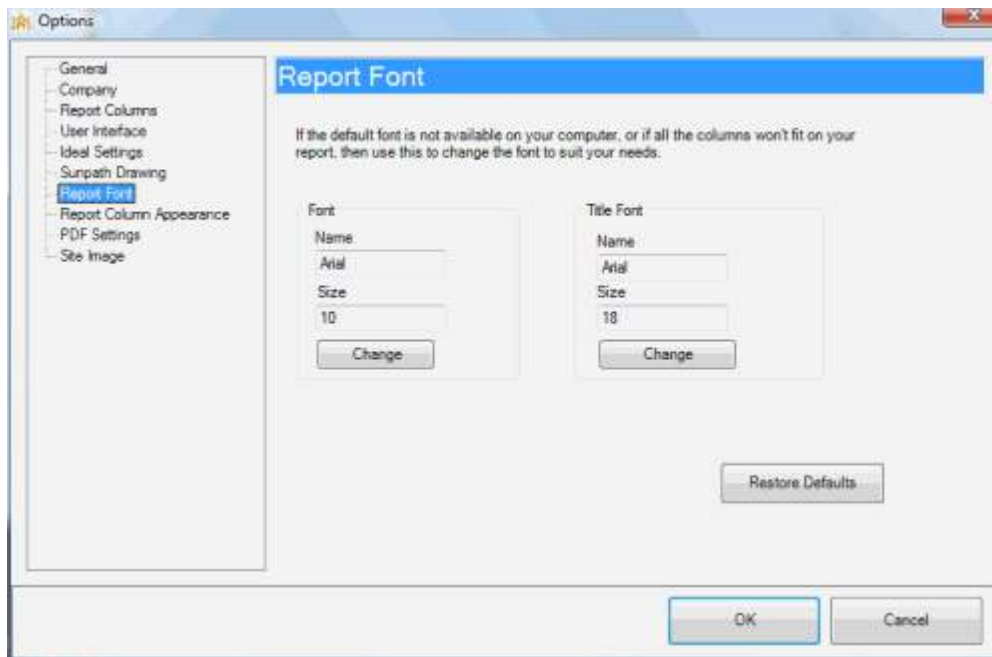 Options
General
Company
Report Columns
User Interface
Ideal Settings
Sunpath Drawing
Report Font
Report Column Appearance
PDF Settings
Site Image
Report Font
If the default font is not available on your computer, or if all the columns won't fit on your
report, then use this to change the font to suit your needs.
Font
Name
Arial
Size
10
Change
Title Font
Name
Arial
Size
18
Change
Restore Defaults
OK
Cancel